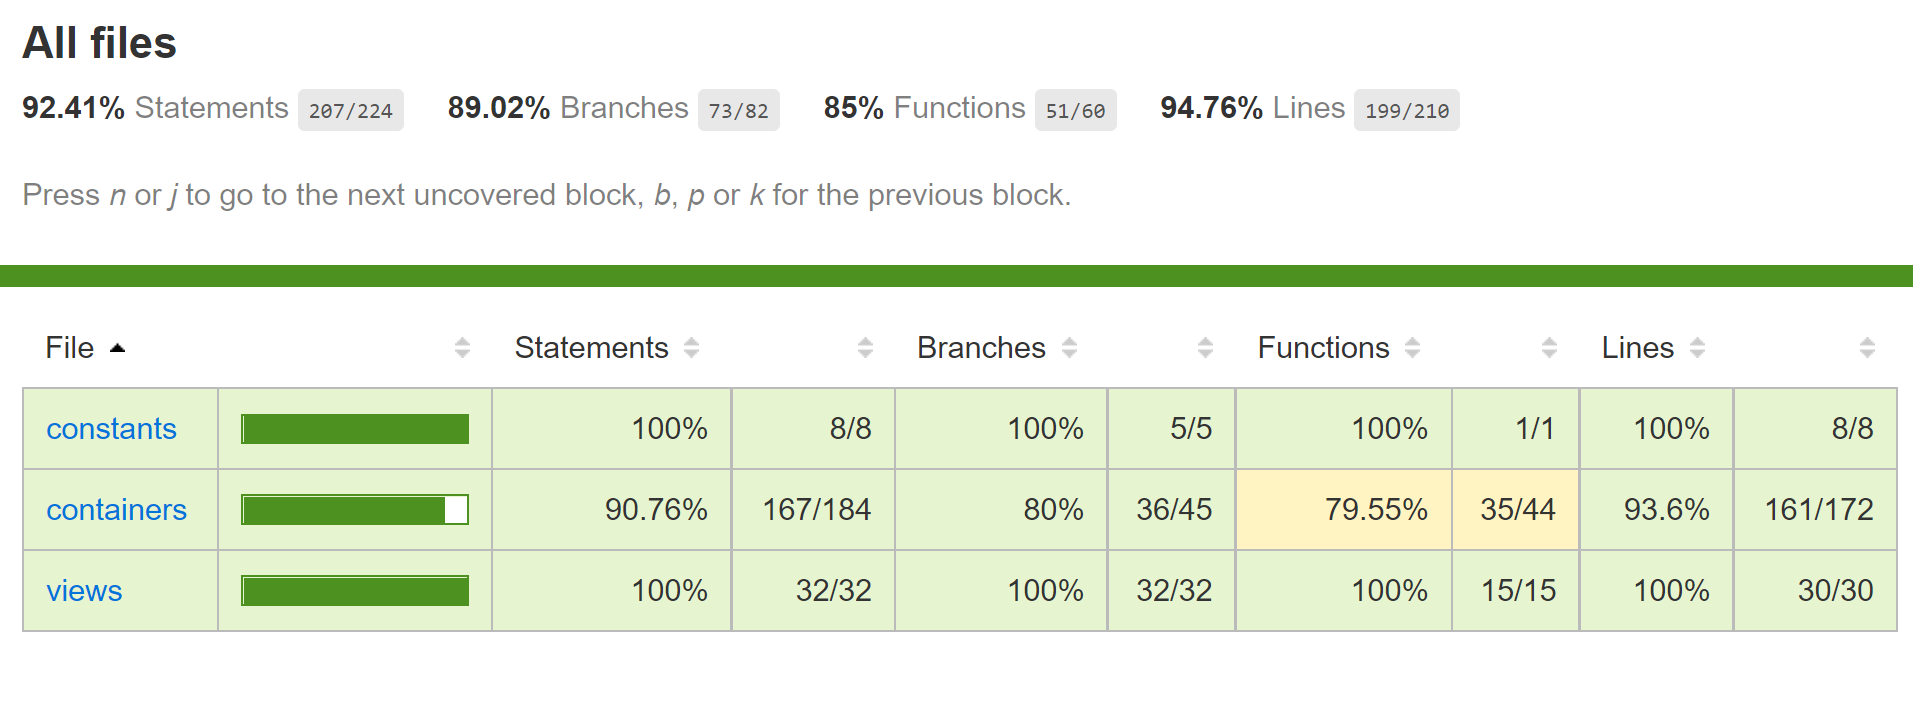 All files
92.41% Statements 207/224 89.02% Branches 73/82 85% Functions 51/60 94.76% Lines 199/210
Press n or j to go to the next uncovered block, b, p or k for the previous block.
File Statements Branches Functions Lines
constants 100% 8/8 100% 5/5 100% 1/1 100% 8/8
containers 90.76% 167/184 80% 36/45 79.55% 35/44 93.6% 161/172
views 100% 32/32 100% 32/32 100% 15/15 100% 30/30